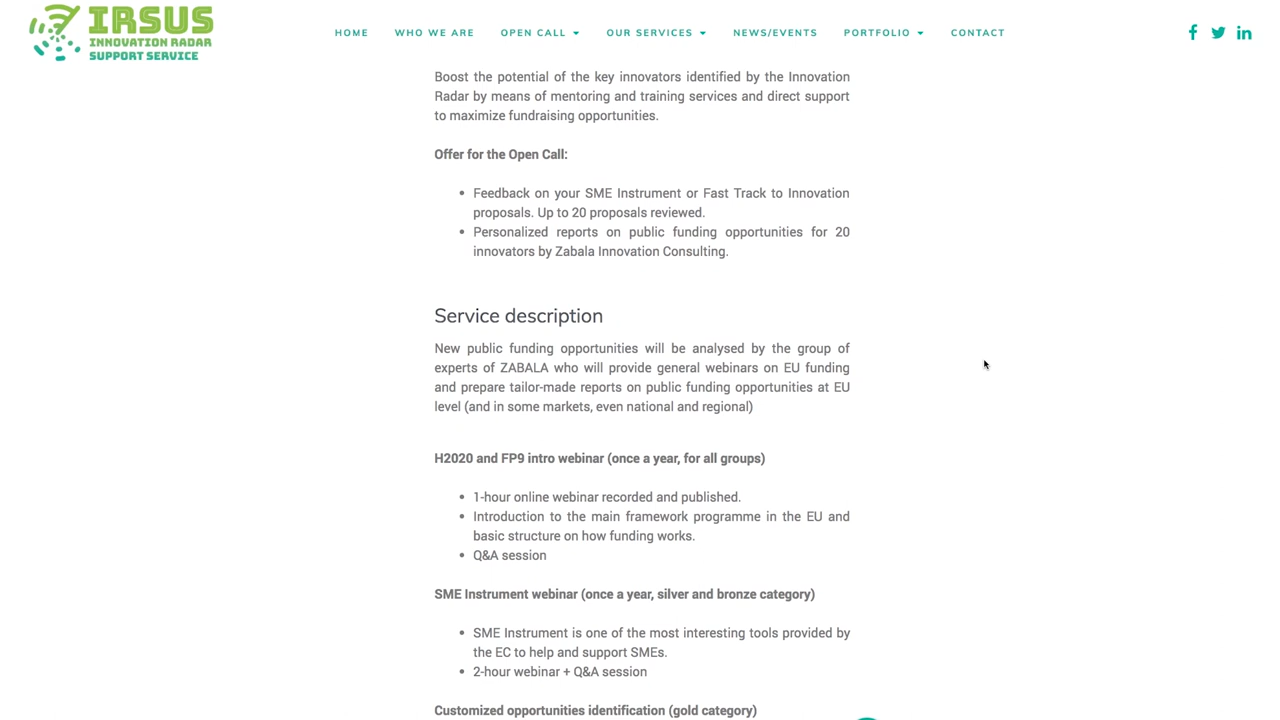 IRSUS
INNOVATION RADAR
SUPPORT SERVICE
HOME WHO WE ARE OPEN CALL OUR SERVICES NEWS/EVENTS PORTFOLIO CONTACT
Boost the potential of the key innovators identified by the Innovation
Radar by means of mentoring and training services and direct support
to maximize fundraising opportunities.
Offer for the Open Call:
• Feedback on your SME Instrument or Fast Track to Innovation
proposals. Up to 20 proposals reviewed.
• Personalized reports on public funding opportunities for 20
innovators by Zabala Innovation Consulting.
Service description
New public funding opportunities will be analysed by the group of
experts of ZABALA who will provide general webinars on EU funding
and prepare tailor-made reports on public funding opportunities at EU
level (and in some markets, even national and regional)
H2020 and FP9 intro webinar (once a year, for all groups)
• 1-hour online webinar recorded and published.
• Introduction to the main framework programme in the EU and
basic structure on how funding works.
• Q&A session
SME Instrument webinar (once a year, silver and bronze category)
• SME Instrument is one of the most interesting tools provided by
the EC to help and support SMEs.
• 2-hour webinar + Q&A session
Customized opportunities identification (gold category)